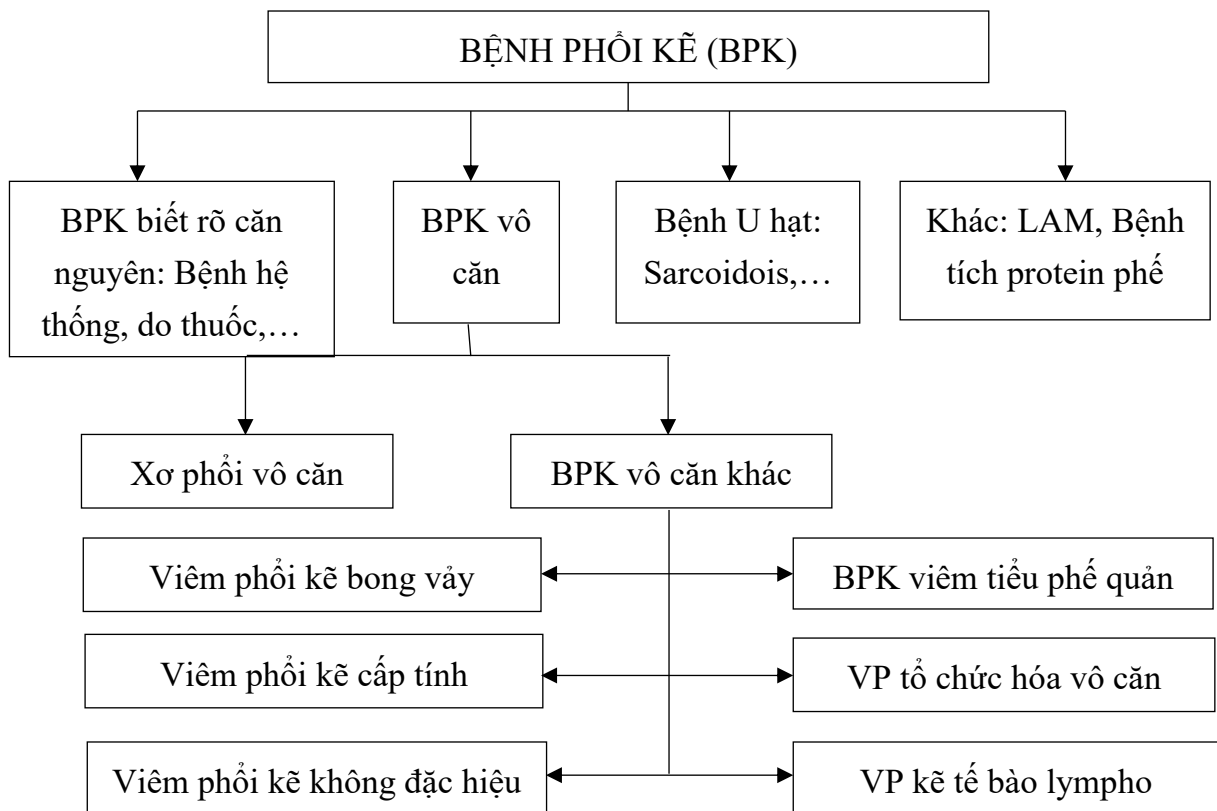 BỆNH PHỔI KẼ (BPK)
BPK biết rõ căn
nguyên: Bệnh hệ
thống, do thuốc,…
BPK vô
căn
Bệnh U hạt:
Sarcoidois,…
Khác: LAM, Bệnh
tích protein phế
Xơ phổi vô căn
BPK vô căn khác
Viêm phổi kẽ bong vảy
BPK viêm tiểu phế quản
Viêm phổi kẽ cấp tính
VP tổ chức hóa vô căn
Viêm phổi kẽ không đặc hiệu
VP kẽ tế bào lympho